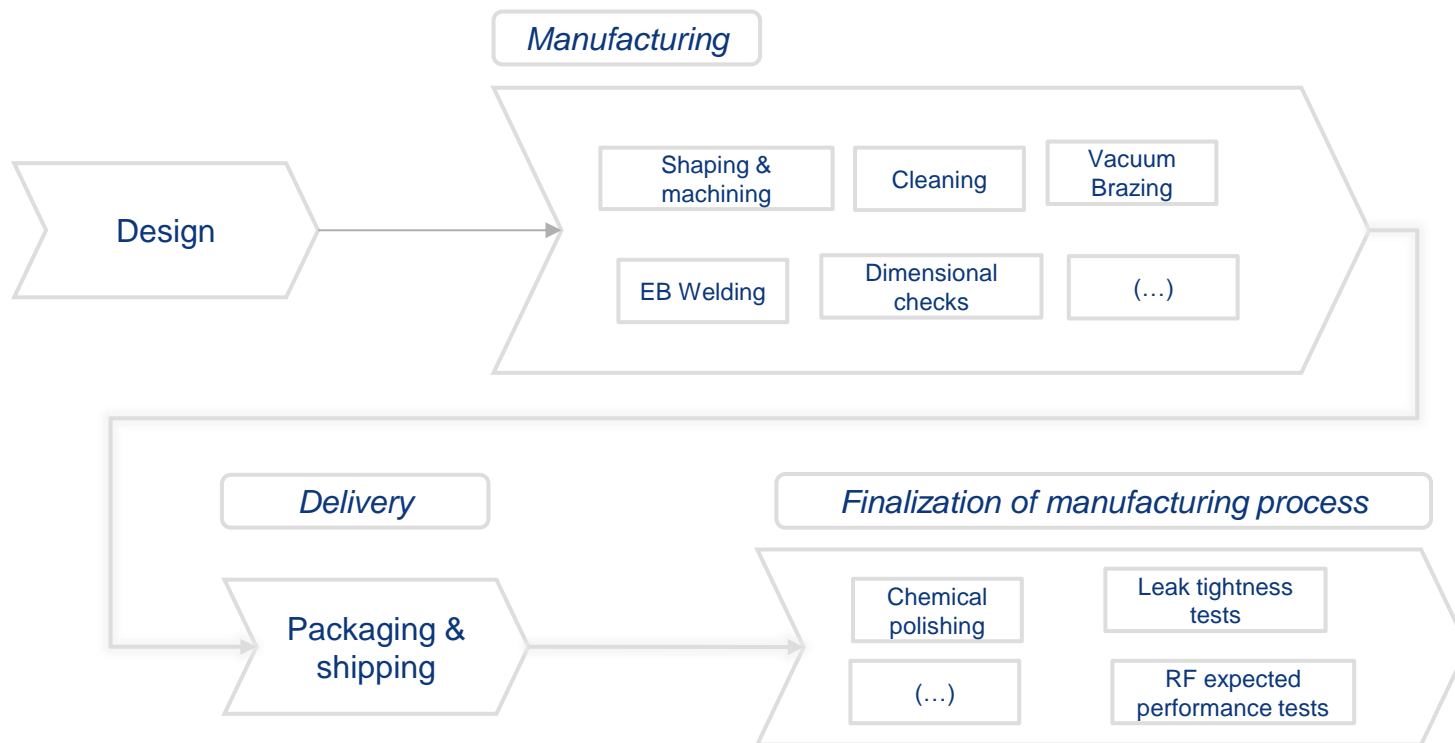 Manufacturing
Design
Shaping &
machining
Cleaning
Vacuum
Brazing
EB Welding
Dimensional
checks
(…)
Delivery
Packaging &
shipping
Finalization of manufacturing process
Chemical
polishing
Leak tightness
tests
(…)
RF expected
performance tests